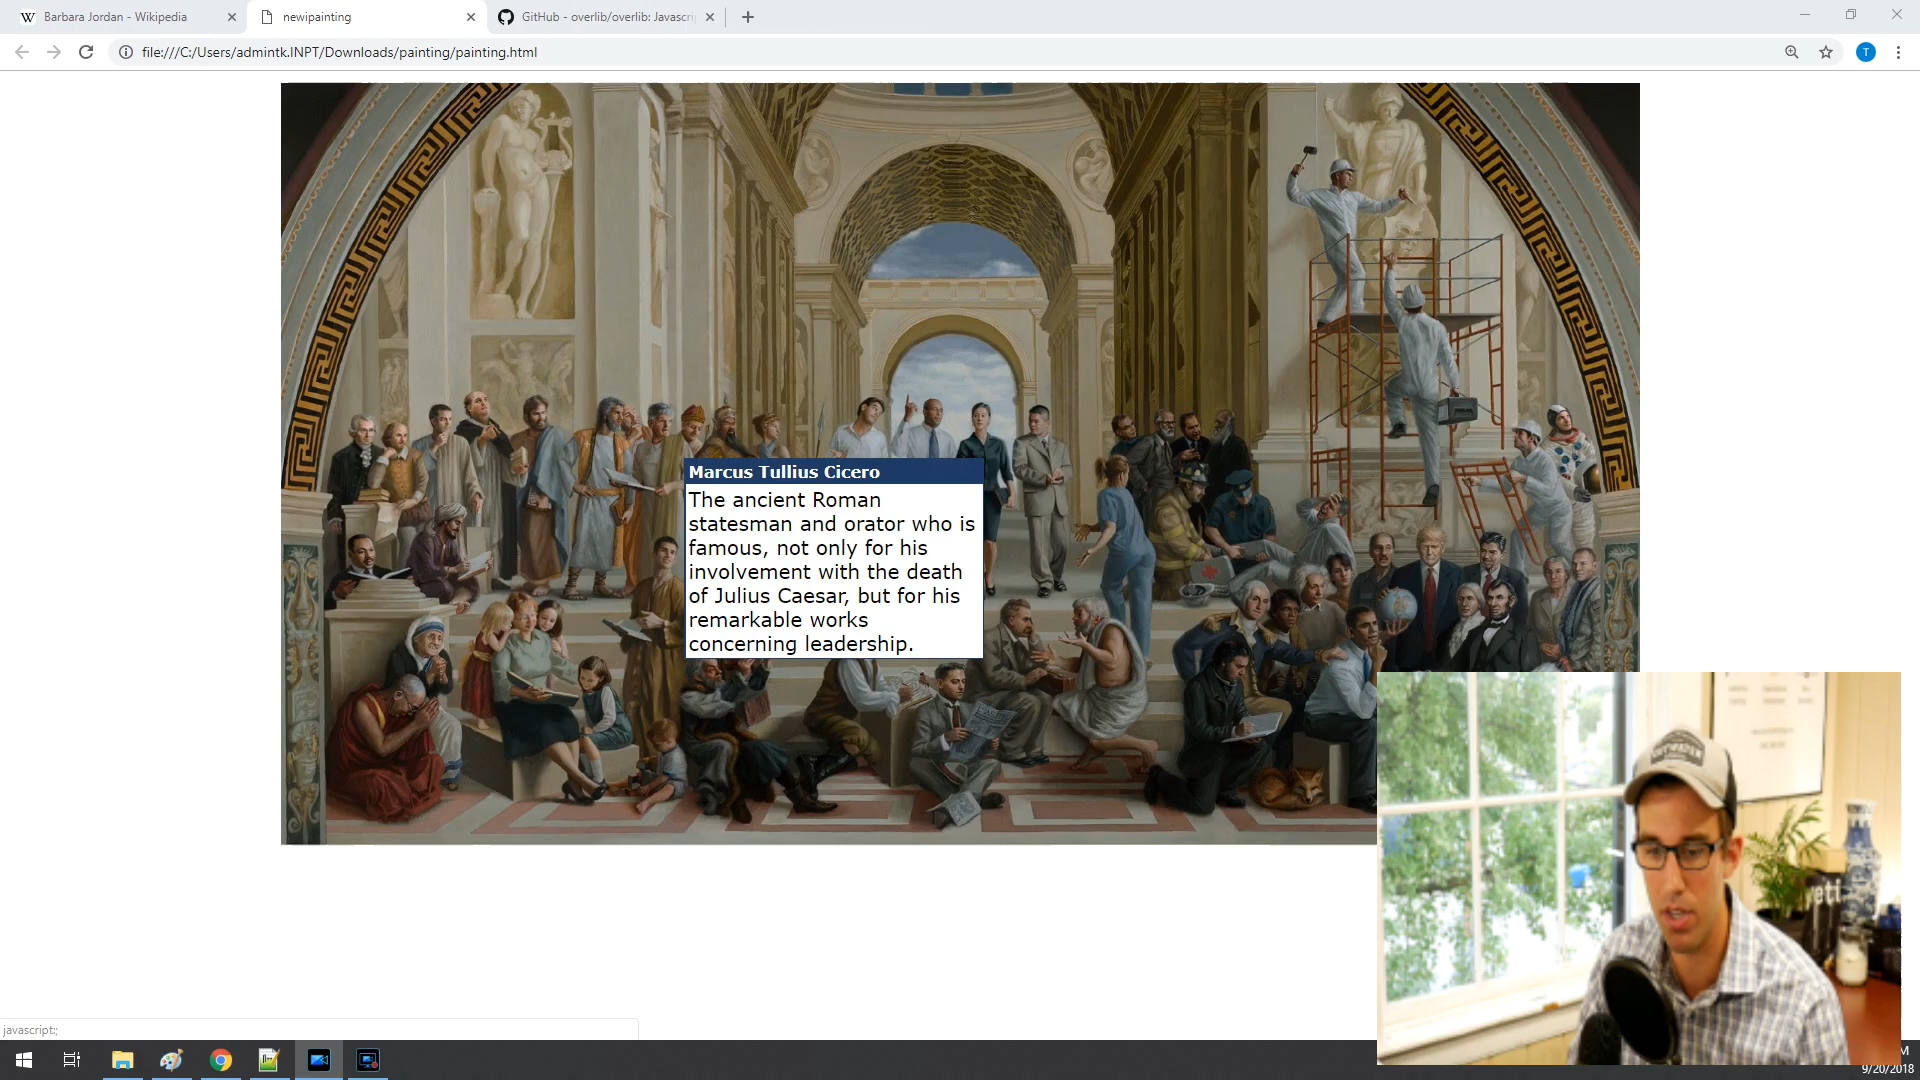 Barbara Jordan - Wikipedia
newipainting
GitHub - overlib/overlib: Javascri
file:///C:/Users/admintk.INPT/Downloads/painting/painting.html
T
Marcus Tullius Cicero
The ancient Roman
statesman and orator who is
famous, not only for his
involvement with the death
of Julius Caesar, but for his
remarkable works
concerning leadership.
javascript:;
M
9/20/2018